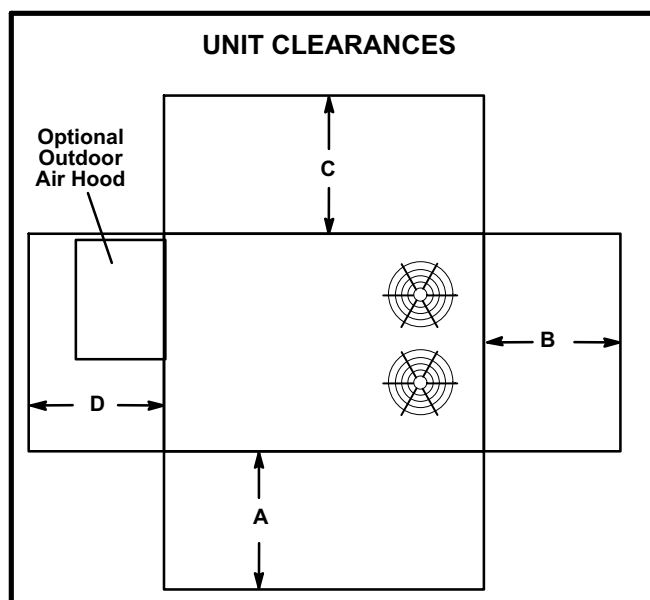 UNIT CLEARANCES
Optional
Outdoor
Air Hood
C
B
D
A